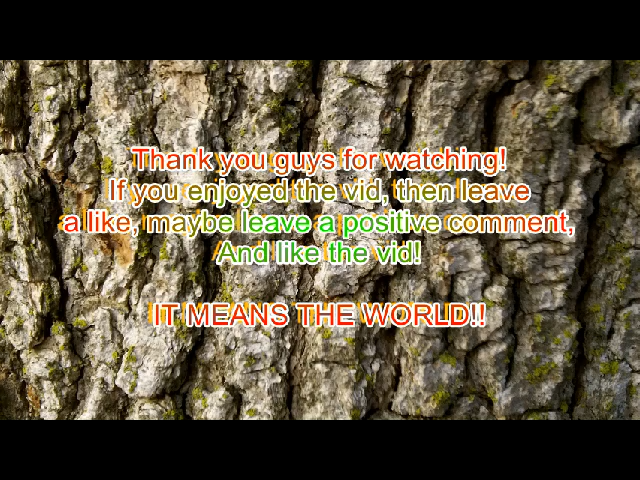 Thank you guys for watching!
If you enjoyed the vid, then leave
a like, maybe leave a positive comment,
And like the vid!
IT MEANS THE WORLD!!